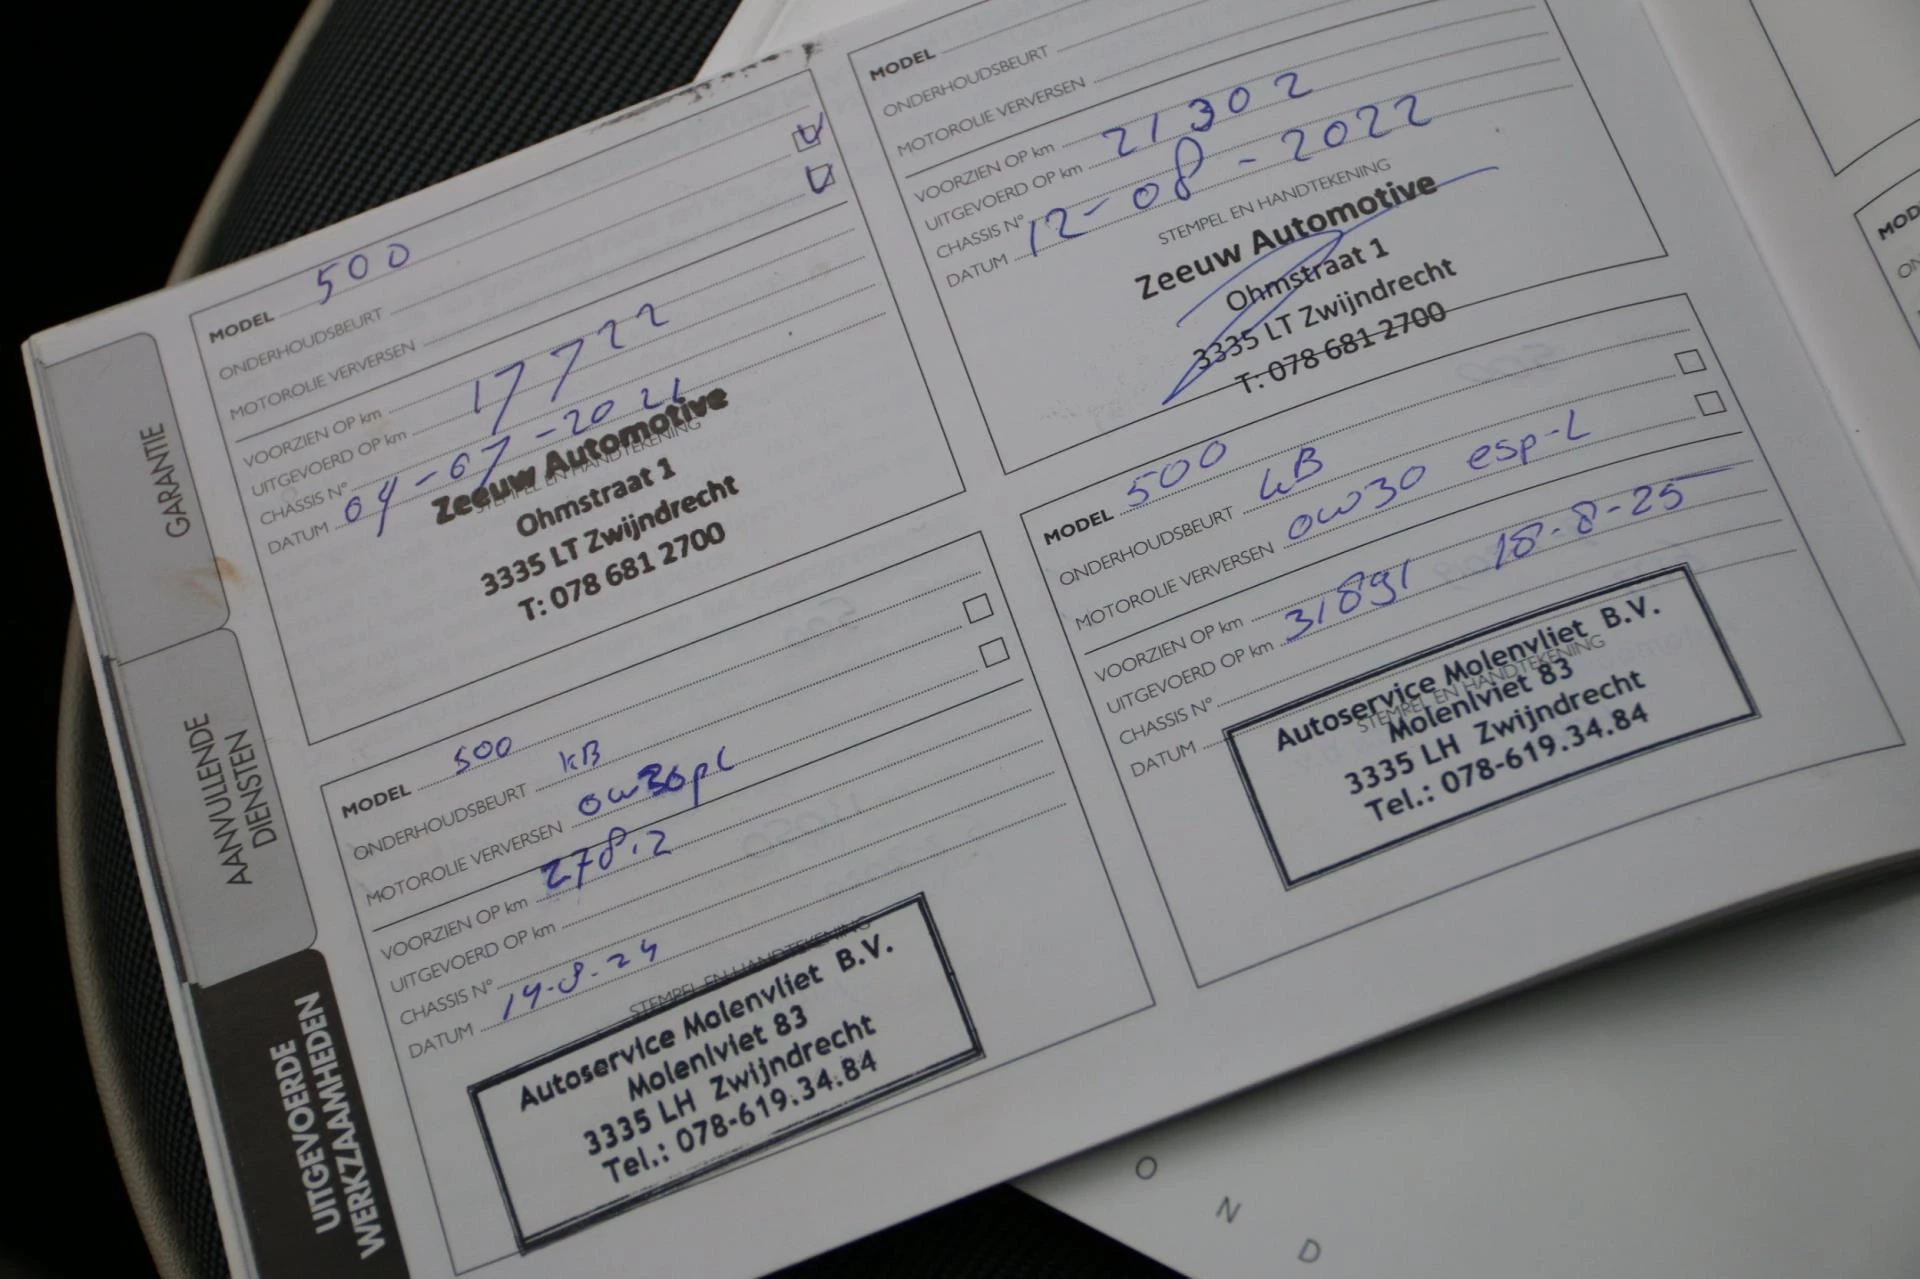 GARANTIE
AANVULLENDE
DIENSTEN
UITGEVOERDE
WERKZAAMHEDEN
MODEL 500
ONDERHOUDSBEURT
MOTOROLIE VERVERSEN
VOORZIEN OP km
UITGEVOERD OP km 17722
CHASSIS N°
DATUM 04-07-2021
STEMPEL EN HANDTEKENING
Zeeuw Automotive
Ohmstraat 1
3335 LT Zwijndrecht
T: 078 681 2700
MODEL 500
ONDERHOUDSBEURT kB
MOTOROLIE VERVERSEN
VOORZIEN OP km
UITGEVOERD OP km
CHASSIS N°
DATUM 14-8-24
STEMPEL EN HANDTEKENING
Autoservice Molenvliet B.V.
Molenlviet 83
3335 LH Zwijndrecht
Tel.: 078-619.34.84
MODEL
ONDERHOUDSBEURT
MOTOROLIE VERVERSEN
VOORZIEN OP km
UITGEVOERD OP km 21302
CHASSIS N°
DATUM 12-08-2022
STEMPEL EN HANDTEKENING
Zeeuw Automotive
Ohmstraat 1
3335 LT Zwijndrecht
T: 078 681 2700
MODEL 500
ONDERHOUDSBEURT kB
MOTOROLIE VERVERSEN ow30 esp-L
VOORZIEN OP km
UITGEVOERD OP km 31891 18-8-25
CHASSIS N°
DATUM
STEMPEL EN HANDTEKENING
Autoservice Molenvliet B.V.
Molenlviet 83
3335 LH Zwijndrecht
Tel.: 078-619.34.84
O N D